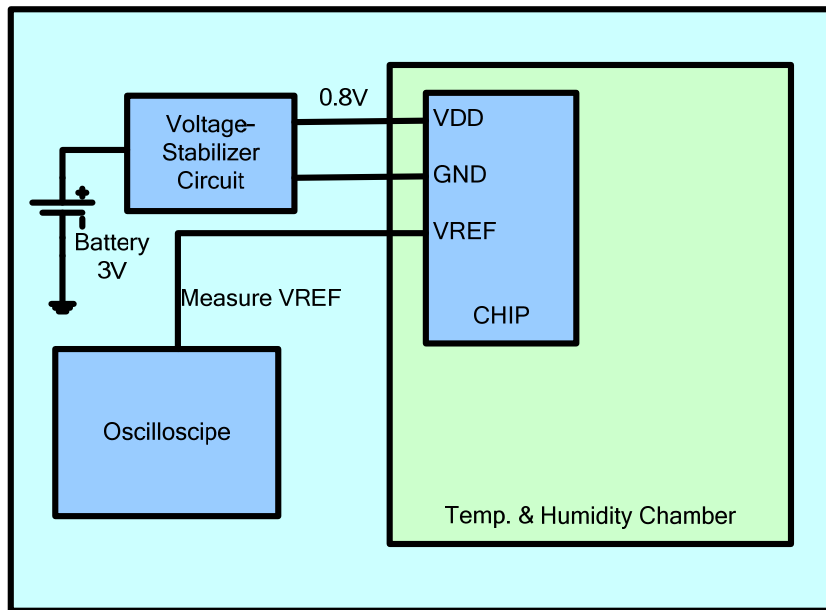 0.8V
Voltage-
Stabilizer
Circuit
VDD
GND
VREF
CHIP
+
Battery
3V
Measure VREF
Oscilloscipe
Temp. & Humidity Chamber